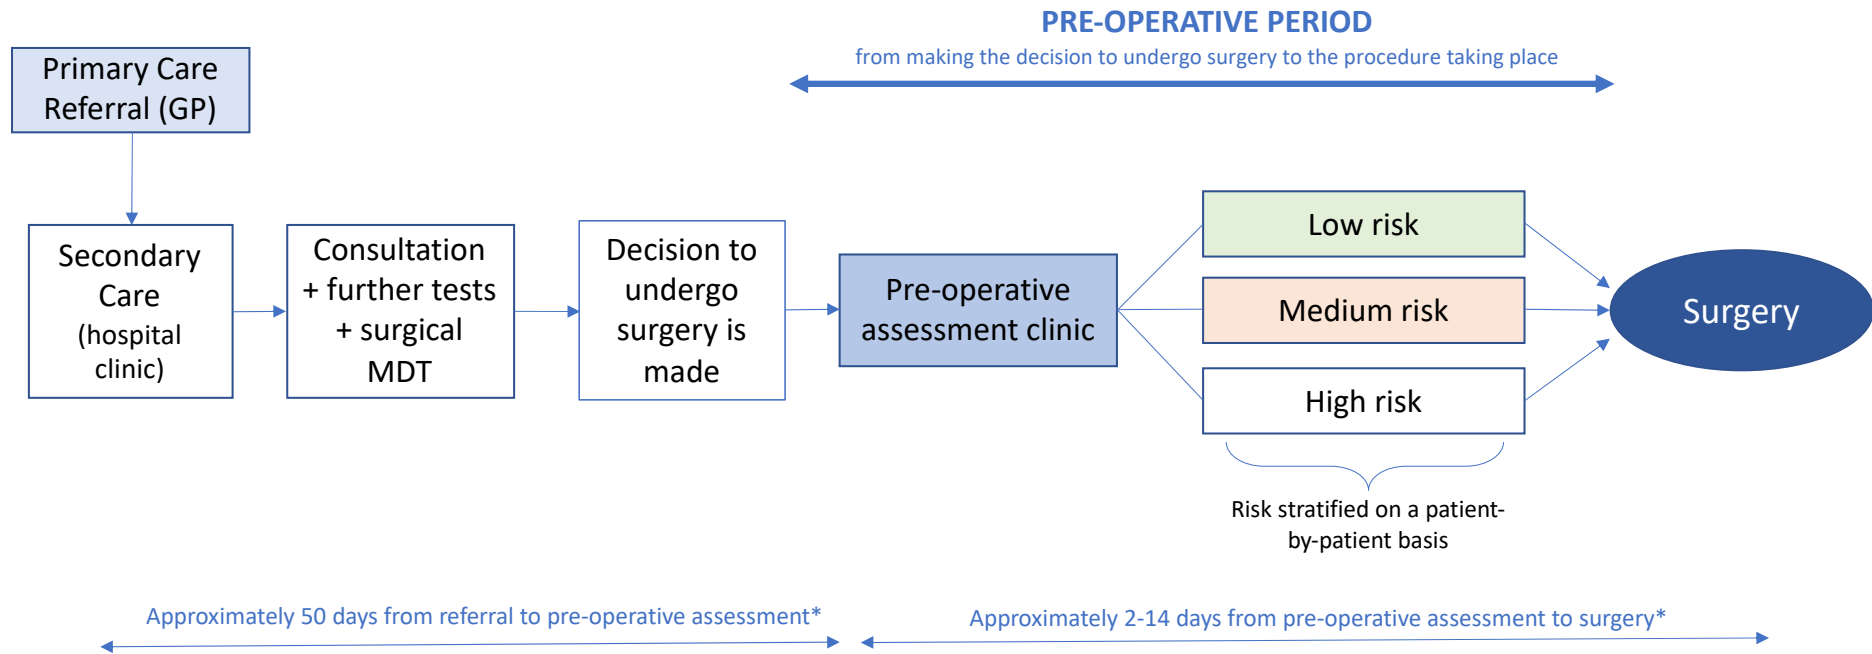 PRE-OPERATIVE PERIOD
from making the decision to undergo surgery to the procedure taking place
Primary Care
Referral (GP)
Secondary
Care
(hospital
clinic)
Consultation
+ further tests
+ surgical
MDT
Decision to
undergo
surgery is
made
Pre-operative
assessment clinic
Low risk
Medium risk
High risk
Surgery
Risk stratified on a patient-
by-patient basis
Approximately 50 days from referral to pre-operative assessment*
Approximately 2-14 days from pre-operative assessment to surgery*